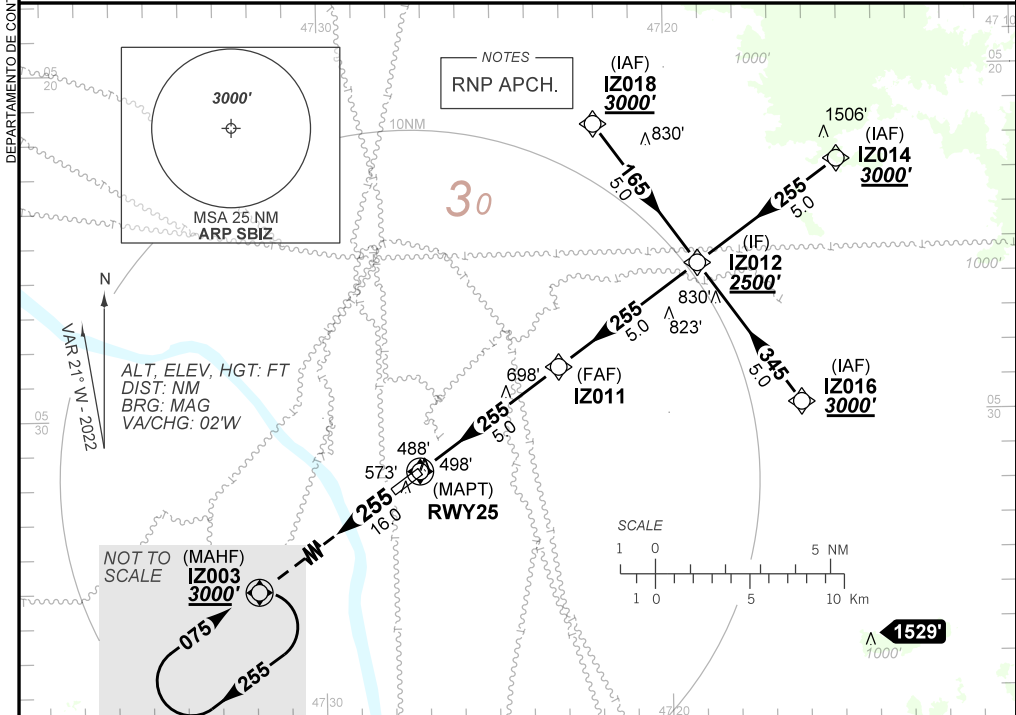 DEPARTAMENTO DE CONT
47 30
47 20
47 10
05 20
05 20
3000'
MSA 25 NM
ARP SBIZ
NOTES
RNP APCH.
10NM
30
(IAF)
IZ018
3000'
830'
1000'
1506'
(IAF)
IZ014
3000'
165
5.0
255
5.0
(IF)
IZ012
2500'
1000'
830'
823'
255
5.0
345
5.0
(IAF)
IZ016
3000'
N
VAR 21° W - 2022
ALT, ELEV, HGT: FT
DIST: NM
BRG: MAG
VA/CHG: 02'W
698'
(FAF)
IZ011
255
5.0
05 30
05 30
488'
573'
498'
(MAPT)
RWY25
255
16.0
NOT TO
SCALE
(MAHF)
IZ003
3000'
075
255
SCALE
1 0 5 NM
1 0 5 10 Km
1529'
1000'
47 30
47 20